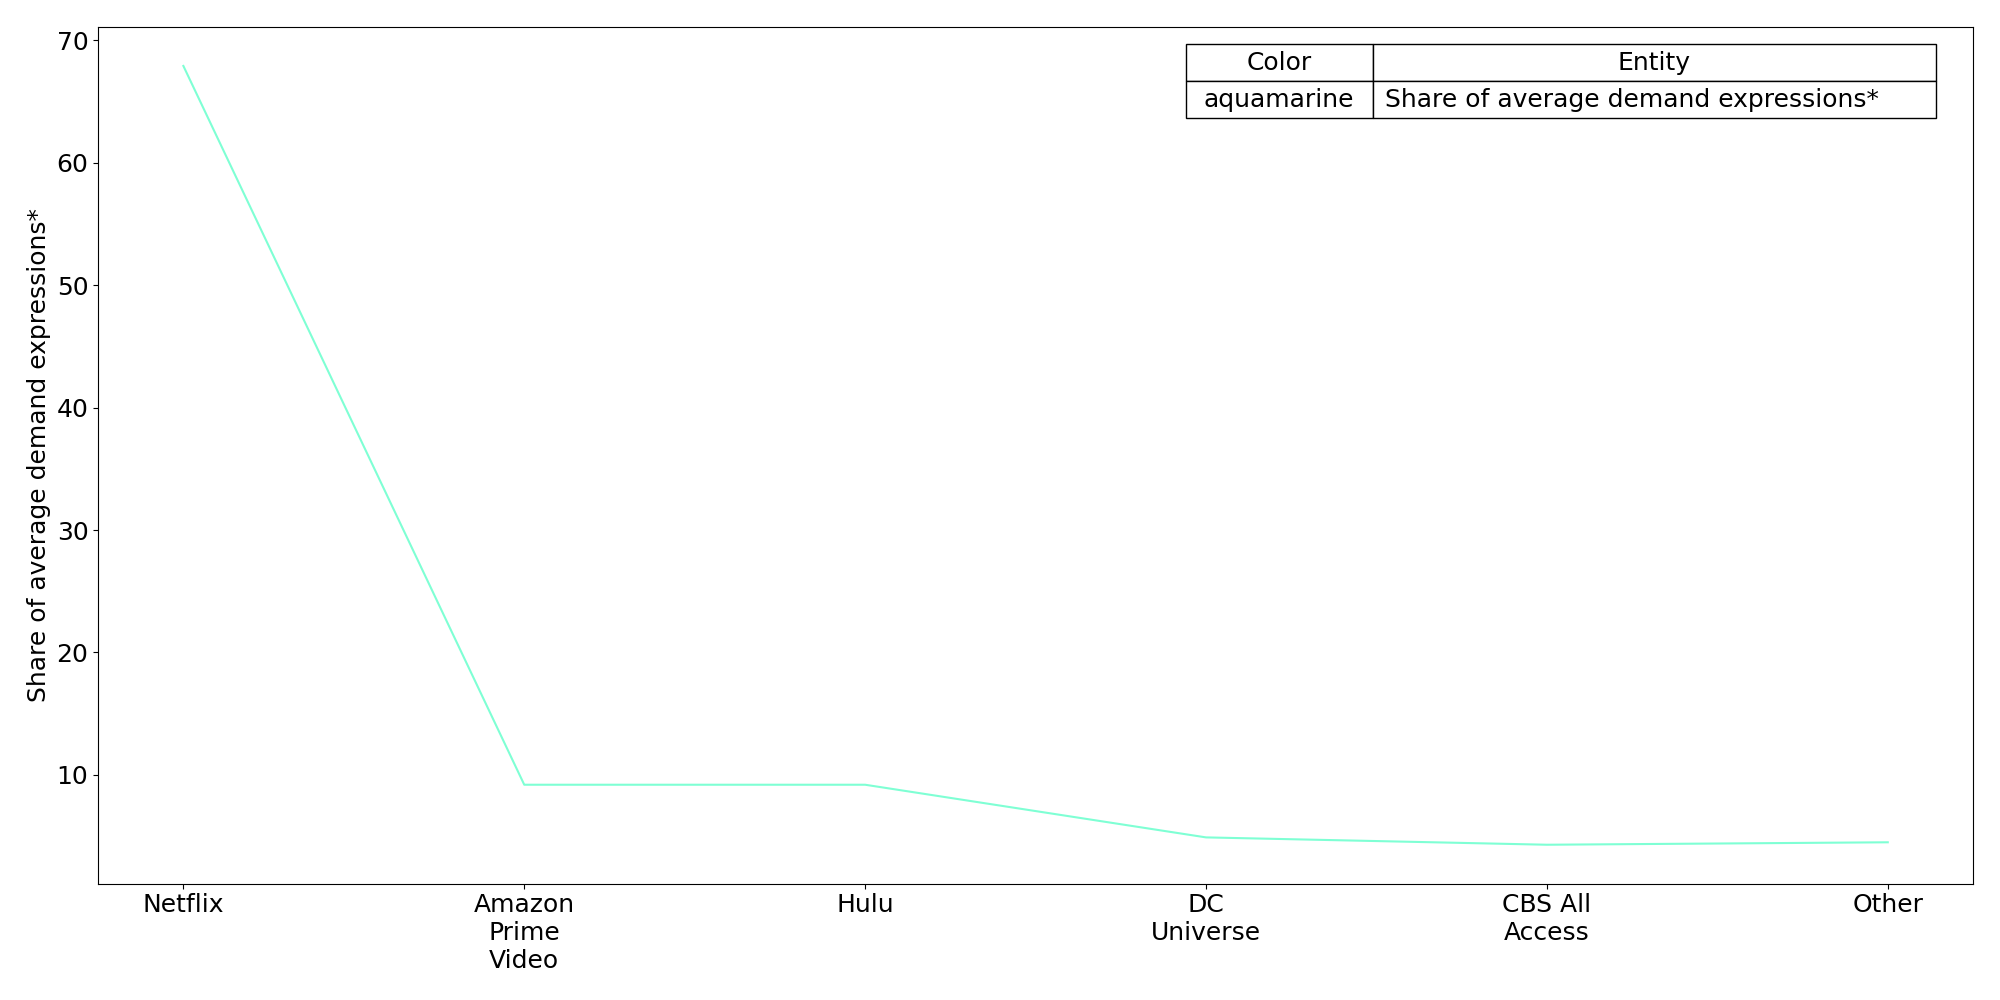 Color Entity
aquamarine Share of average demand expressions*
Share of average demand expressions*
70
60
50
40
30
20
10
Netflix
Amazon
Prime
Video
Hulu
DC
Universe
CBS All
Access
Other